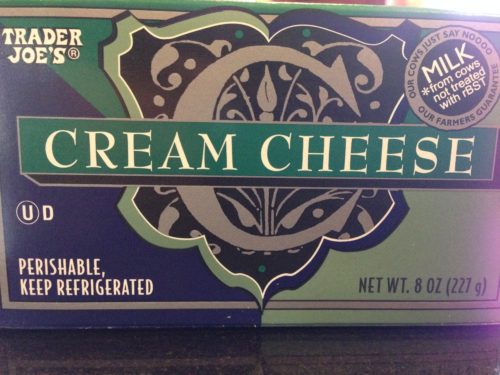 TRADER
JOE'S®
OUR COWS JUST SAY NOOOO
MILK
*from cows
not treated
with rBST
OUR FARMERS GUARANTEE
CREAM CHEESE
U D
PERISHABLE,
KEEP REFRIGERATED
NET WT. 8 OZ (227 g)